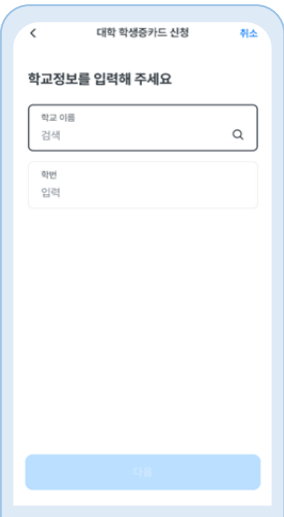 대학 학생증카드 신청
취소
학교정보를 입력해 주세요
학교 이름
검색
학번
입력
다음